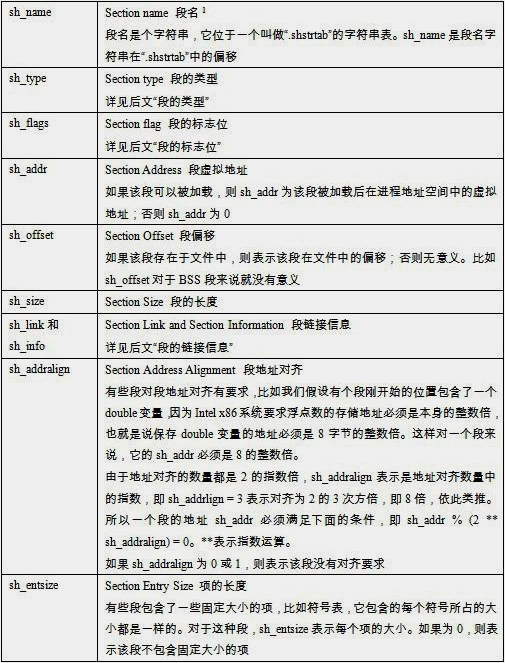 sh_name
Section name 段名 1
段名是个字符串，它位于一个叫做“.shstrtab”的字符串表。sh_name 是段名字
符串在“.shstrtab”中的偏移
sh_type
Section type 段的类型
详见后文“段的类型”
sh_flags
Section flag 段的标志位
详见后文“段的标志位”
sh_addr
Section Address 段虚拟地址
如果该段可以被加载，则 sh_addr 为该段被加载后在进程地址空间中的虚拟
地址；否则 sh_addr 为 0
sh_offset
Section Offset 段偏移
如果该段存在于文件中，则表示该段在文件中的偏移；否则无意义。比如
sh_offset 对于 BSS 段来说就没有意义
sh_size
Section Size 段的长度
sh_link 和
sh_info
Section Link and Section Information 段链接信息
详见后文“段的链接信息”
sh_addralign
Section Address Alignment 段地址对齐
有些段对段地址对齐有要求，比如我们假设有个段刚开始的位置包含了一个
double 变量，因为 Intel x86 系统要求浮点数的存储地址必须是本身的整数倍，
也就是说保存 double 变量的地址必须是 8 字节的整数倍。这样对一个段来
说，它的 sh_addr 必须是 8 的整数倍。
由于地址对齐的数量都是 2 的指数倍，sh_addralign 表示是地址对齐数量中
的指数，即 sh_addrlign = 3 表示对齐为 2 的 3 次方倍，即 8 倍，依此类推。
所以一个段的地址 sh_addr 必须满足下面的条件，即 sh_addr % (2 **
sh_addralign) = 0。**表示指数运算。
如果 sh_addralign 为 0 或 1，则表示该段没有对齐要求
sh_entsize
Section Entry Size 项的长度
有些段包含了一些固定大小的项，比如符号表，它包含的每个符号所占的大
小都是一样的。对于这种段，sh_entsize 表示每个项的大小。如果为 0，则表
示该段不包含固定大小的项